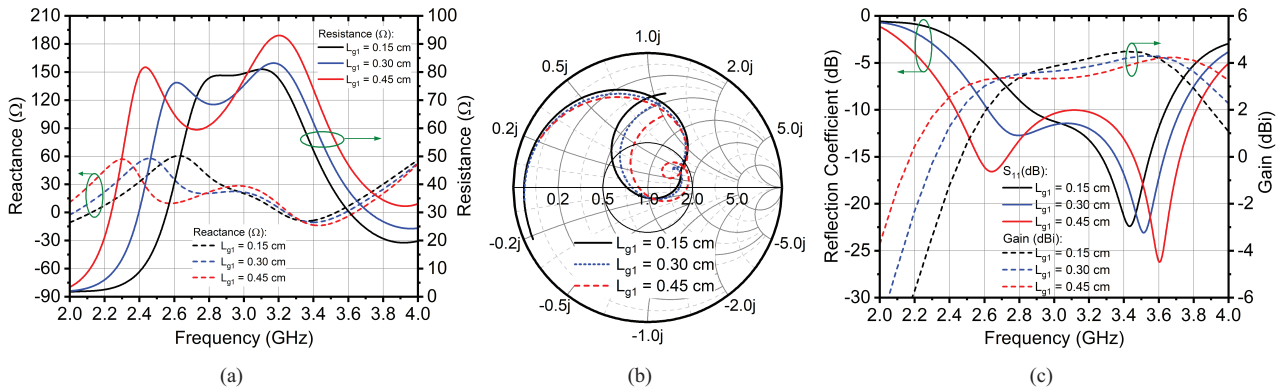 210
180
150
120
90
60
30
0
-30
-60
-90
Reactance (Ω)
100
90
80
70
60
50
40
30
20
10
0
Resistance (Ω)
Resistance (Ω):
Lg1 = 0.15 cm
Lg1 = 0.30 cm
Lg1 = 0.45 cm
Reactance (Ω):
Lg1 = 0.15 cm
Lg1 = 0.30 cm
Lg1 = 0.45 cm
2.0 2.2 2.4 2.6 2.8 3.0 3.2 3.4 3.6 3.8 4.0
Frequency (GHz)
(a)
1.0j
0.5j 2.0j
0.2j 5.0j
0.2 0.5 1.0 2.0 5.0
-0.2j -5.0j
Lg1 = 0.15 cm
Lg1 = 0.30 cm
Lg1 = 0.45 cm
-0.5j -2.0j
-1.0j
(b)
0
-5
-10
-15
-20
-25
-30
Reflection Coefficient (dB)
6
4
2
0
-2
-4
-6
Gain (dBi)
S11(dB):
Lg1 = 0.15 cm
Lg1 = 0.30 cm
Lg1 = 0.45 cm
Gain (dBi):
Lg1 = 0.15 cm
Lg1 = 0.30 cm
Lg1 = 0.45 cm
2.0 2.2 2.4 2.6 2.8 3.0 3.2 3.4 3.6 3.8 4.0
Frequency (GHz)
(c)